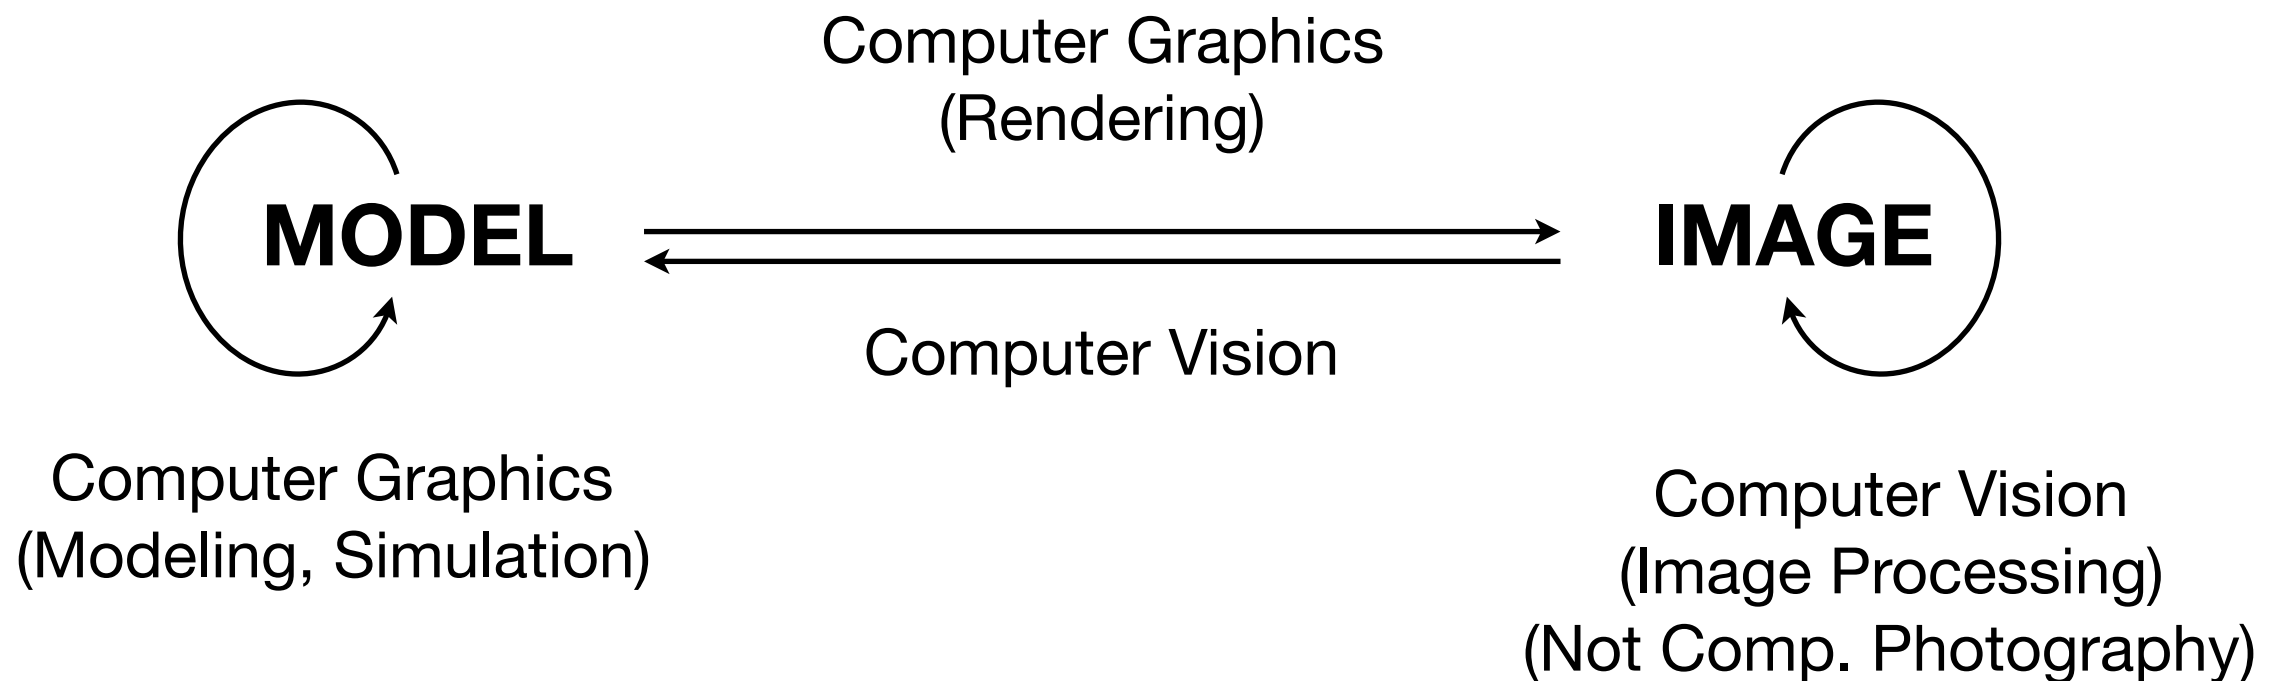 Computer Graphics
(Rendering)
MODEL
IMAGE
Computer Vision
Computer Graphics
(Modeling, Simulation)
Computer Vision
(Image Processing)
(Not Comp. Photography)